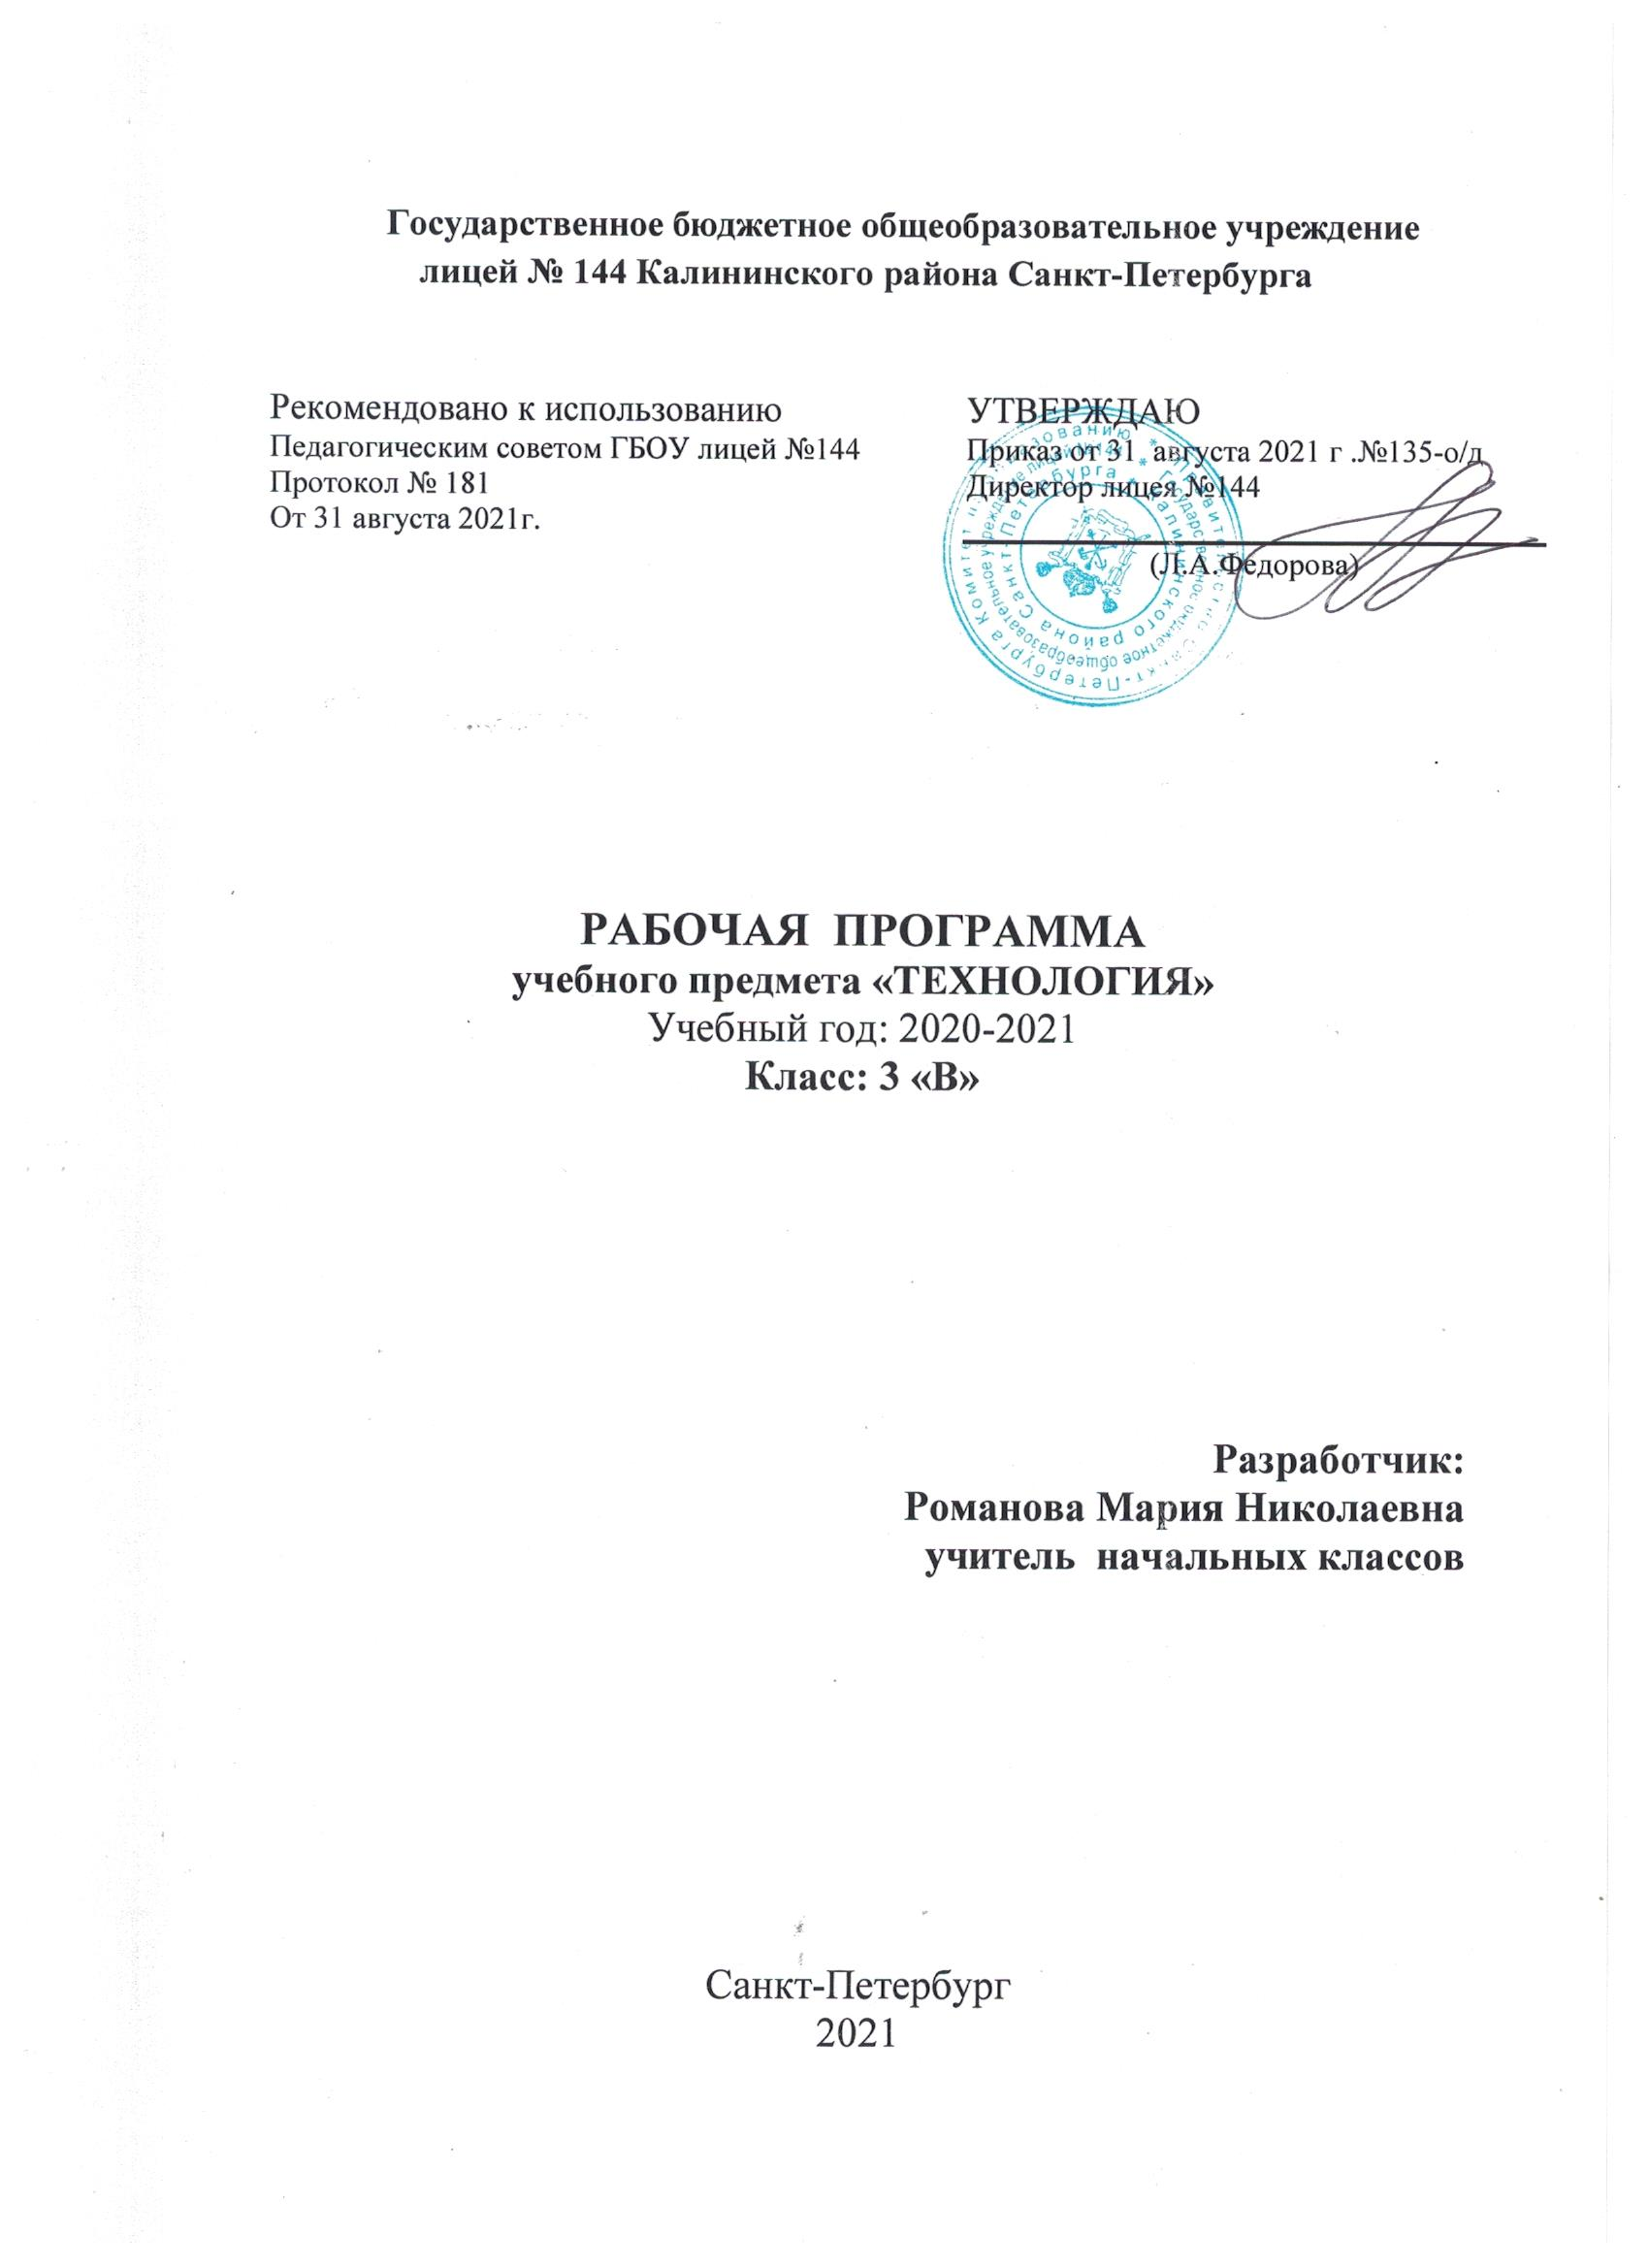 Государственное бюджетное общеобразовательное учреждение
лицей № 144 Калининского района Санкт-Петербурга
Рекомендовано к использованию
Педагогическим советом ГБОУ лицей №144
Протокол № 181
От 31 августа 2021г.
УТВЕРЖДАЮ
Приказ от 31 августа 2021 г .№135-о/д
Директор лицея №144
(Л.А.Федорова)
РАБОЧАЯ ПРОГРАММА
учебного предмета «ТЕХНОЛОГИЯ»
Учебный год: 2020-2021
Класс: 3 «В»
Разработчик:
Романова Мария Николаевна
учитель начальных классов
Санкт-Петербург
2021